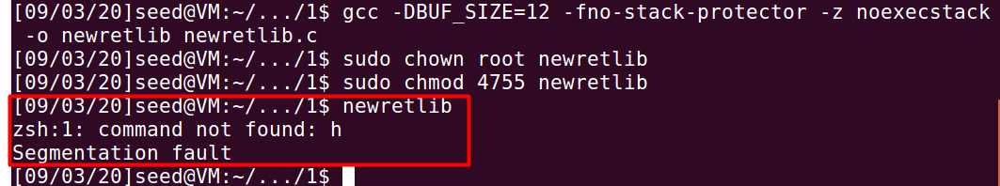 [09/03/20]seed@VM:~/.../1$ gcc -DBUF_SIZE=12 -fno-stack-protector -z noexecstack
 -o newretlib newretlib.c
[09/03/20]seed@VM:~/.../1$ sudo chown root newretlib
[09/03/20]seed@VM:~/.../1$ sudo chmod 4755 newretlib
[09/03/20]seed@VM:~/.../1$ newretlib
zsh:1: command not found: h
Segmentation fault
[09/03/20]seed@VM:~/.../1$